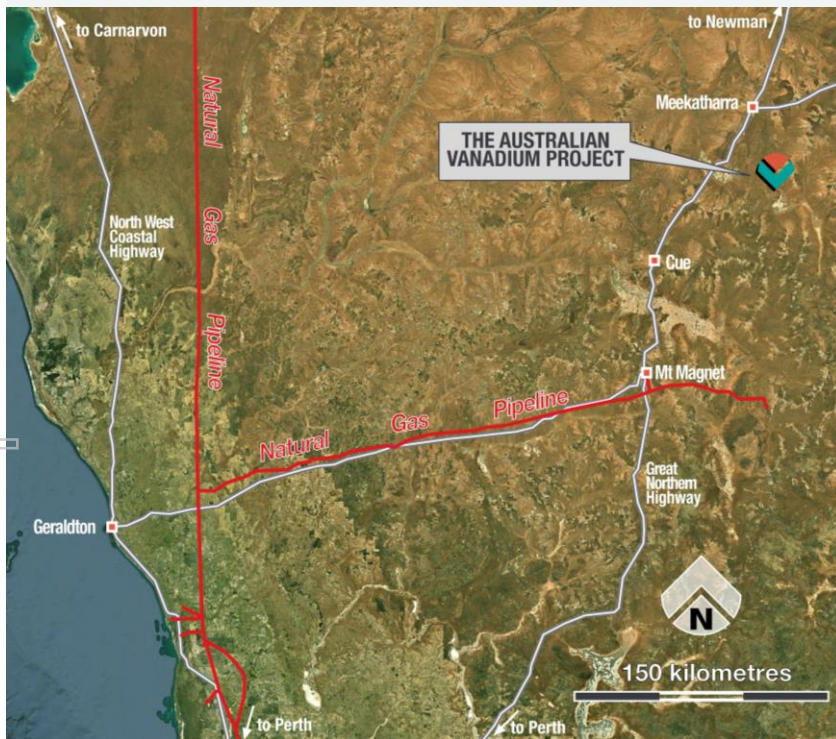 to Carnarvon
to Newman
Natural
Gas
Pipeline
Meekatharra
THE AUSTRALIAN
VANADIUM PROJECT
North West
Coastal
Highway
Cue
Mt Magnet
Natural Gas Pipeline
Great
Northern
Highway
Geraldton
N
150 kilometres
to Perth
to Perth